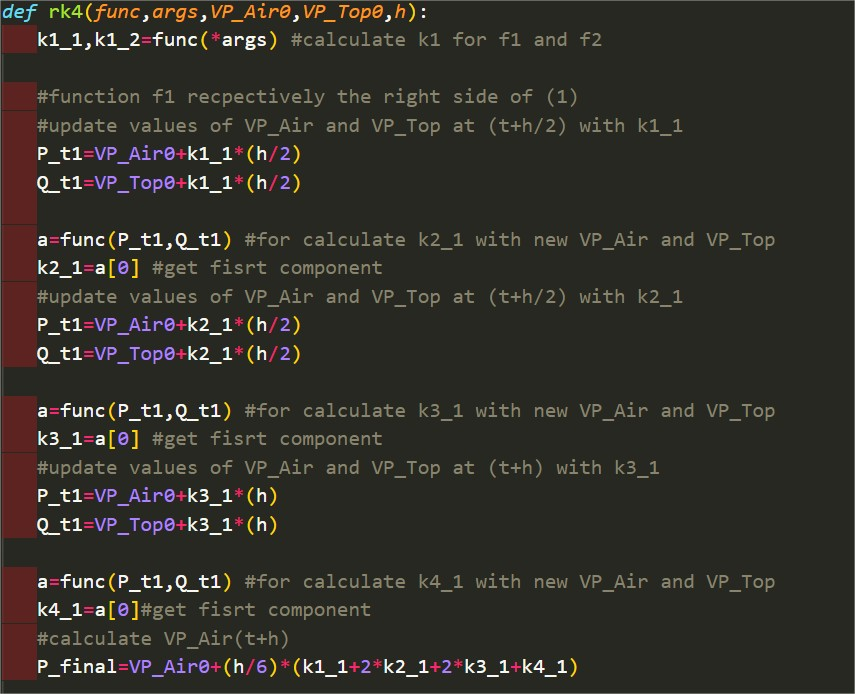 def rk4(func,args,VP_Air0,VP_Top0,h):
k1_1,k1_2=func(*args) #calculate k1 for f1 and f2
#function f1 recpectively the right side of (1)
#update values of VP_Air and VP_Top at (t+h/2) with k1_1
P_t1=VP_Air0+k1_1*(h/2)
Q_t1=VP_Top0+k1_1*(h/2)
a=func(P_t1,Q_t1) #for calculate k2_1 with new VP_Air and VP_Top
k2_1=a[0] #get fisrt component
#update values of VP_Air and VP_Top at (t+h/2) with k2_1
P_t1=VP_Air0+k2_1*(h/2)
Q_t1=VP_Top0+k2_1*(h/2)
a=func(P_t1,Q_t1) #for calculate k3_1 with new VP_Air and VP_Top
k3_1=a[0] #get fisrt component
#update values of VP_Air and VP_Top at (t+h) with k3_1
P_t1=VP_Air0+k3_1*(h)
Q_t1=VP_Top0+k3_1*(h)
a=func(P_t1,Q_t1) #for calculate k4_1 with new VP_Air and VP_Top
k4_1=a[0]#get fisrt component
#calculate VP_Air(t+h)
P_final=VP_Air0+(h/6)*(k1_1+2*k2_1+2*k3_1+k4_1)